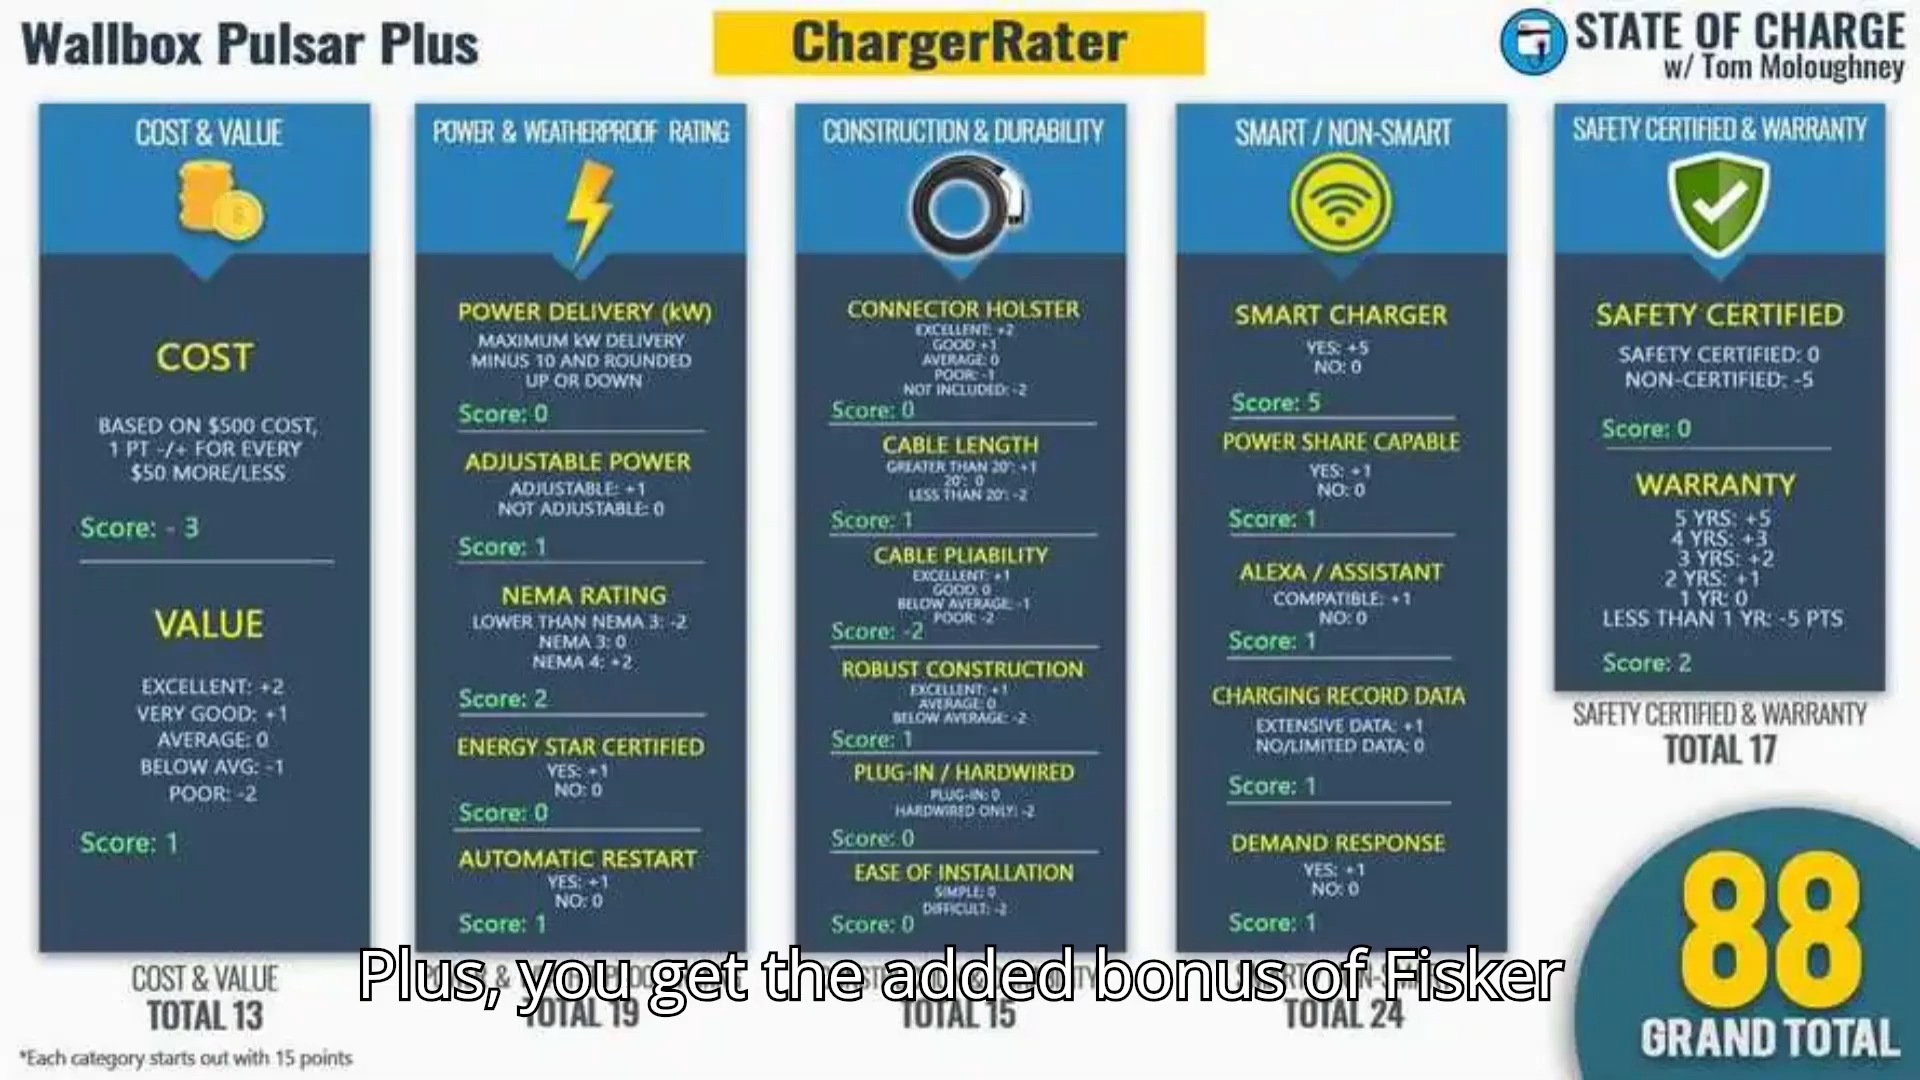 Wallbox Pulsar Plus
ChargerRater
STATE OF CHARGE
w/ Tom Moloughney
COST & VALUE
COST
BASED ON $500 COST,
1 PT -/+ FOR EVERY
$50 MORE/LESS
Score: - 3
VALUE
EXCELLENT: +2
VERY GOOD: +1
AVERAGE: 0
BELOW AVG: -1
POOR: -2
Score: 1
COST & VALUE
TOTAL 13
POWER & WEATHERPROOF RATING
POWER DELIVERY (kW)
MAXIMUM kW DELIVERY
MINUS 10 AND ROUNDED
UP OR DOWN
Score: 0
ADJUSTABLE POWER
ADJUSTABLE: +1
NOT ADJUSTABLE: 0
Score: 1
NEMA RATING
LOWER THAN NEMA 3: -2
NEMA 3: 0
NEMA 4: +2
Score: 2
ENERGY STAR CERTIFIED
YES: +1
NO: 0
Score: 0
AUTOMATIC RESTART
YES: +1
NO: 0
Score: 1
TOTAL 19
CONSTRUCTION & DURABILITY
CONNECTOR HOLSTER
EXCELLENT: +2
GOOD +1
AVERAGE: 0
POOR: -1
NOT INCLUDED: -2
Score: 0
CABLE LENGTH
GREATER THAN 20': +1
20': 0
LESS THAN 20': -2
Score: 1
CABLE PLIABILITY
EXCELLENT: +1
GOOD: 0
BELOW AVERAGE: -1
POOR: -2
Score: -2
ROBUST CONSTRUCTION
EXCELLENT: +1
AVERAGE: 0
BELOW AVERAGE: -2
Score: 1
PLUG-IN / HARDWIRED
PLUG-IN: 0
HARDWIRED ONLY: -2
Score: 0
EASE OF INSTALLATION
SIMPLE: 0
DIFFICULT: -2
Score: 0
TOTAL 15
SMART / NON-SMART
SMART CHARGER
YES: +5
NO: 0
Score: 5
POWER SHARE CAPABLE
YES: +1
NO: 0
Score: 1
ALEXA / ASSISTANT
COMPATIBLE: +1
NO: 0
Score: 1
CHARGING RECORD DATA
EXTENSIVE DATA: +1
NO/LIMITED DATA: 0
Score: 1
DEMAND RESPONSE
YES: +1
NO: 0
Score: 1
TOTAL 24
SAFETY CERTIFIED & WARRANTY
SAFETY CERTIFIED
SAFETY CERTIFIED: 0
NON-CERTIFIED: -5
Score: 0
WARRANTY
5 YRS: +5
4 YRS: +3
3 YRS: +2
2 YRS: +1
1 YR: 0
LESS THAN 1 YR: -5 PTS
Score: 2
SAFETY CERTIFIED & WARRANTY
TOTAL 17
88
GRAND TOTAL
Plus, you get the added bonus of Fisker
*Each category starts out with 15 points